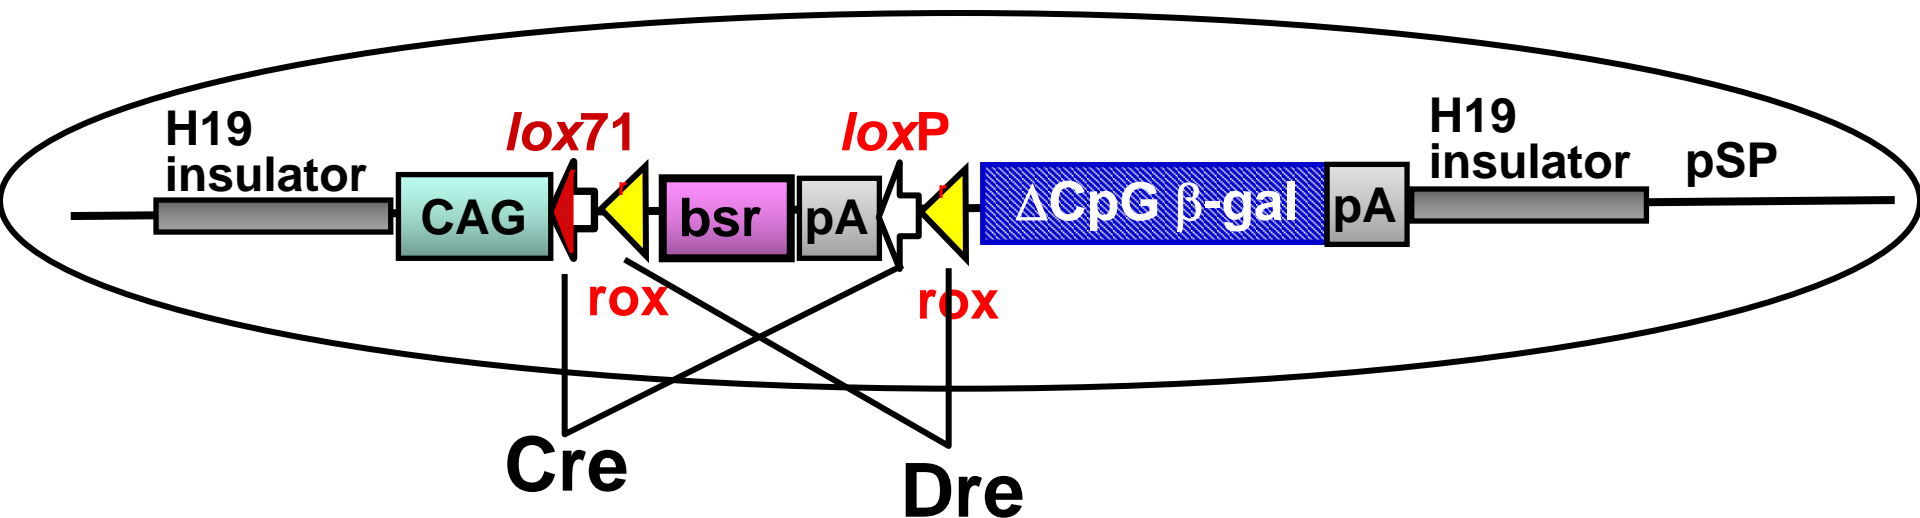 H19
insulator
lox71
loxP
H19
insulator
pSP
CAG
r
bsr
pA
r
ΔCpG β-gal
pA
rox
rox
Cre
Dre